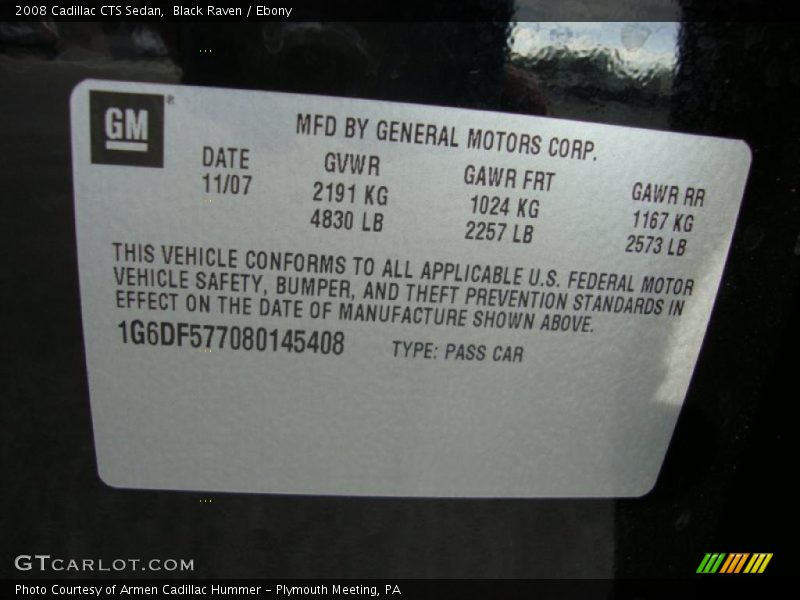 2008 Cadillac CTS Sedan, Black Raven / Ebony
GM®
MFD BY GENERAL MOTORS CORP.
DATE GVWR GAWR FRT GAWR RR
11/07 2191 KG 1024 KG 1167 KG
4830 LB 2257 LB 2573 LB
THIS VEHICLE CONFORMS TO ALL APPLICABLE U.S. FEDERAL MOTOR
VEHICLE SAFETY, BUMPER, AND THEFT PREVENTION STANDARDS IN
EFFECT ON THE DATE OF MANUFACTURE SHOWN ABOVE.
1G6DF577080145408 TYPE: PASS CAR
GTCARLOT.COM
Photo Courtesy of Armen Cadillac Hummer - Plymouth Meeting, PA